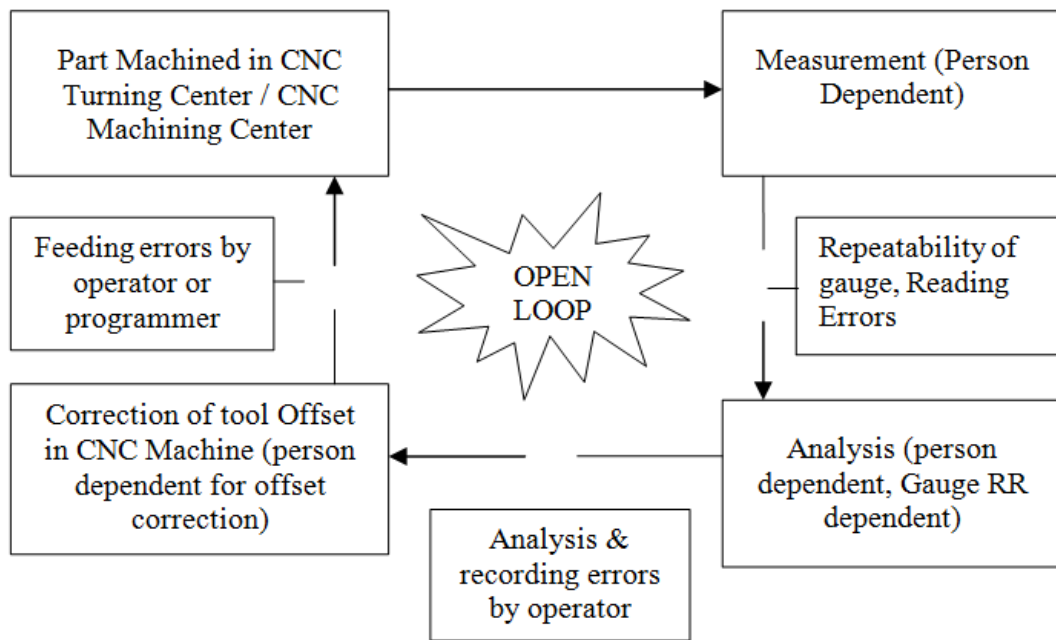 Part Machined in CNC
Turning Center / CNC
Machining Center
Measurement (Person
Dependent)
Feeding errors by
operator or
programmer
OPEN
LOOP
Repeatability of
gauge, Reading
Errors
Correction of tool Offset
in CNC Machine (person
dependent for offset
correction)
Analysis (person
dependent, Gauge RR
dependent)
Analysis &
recording errors
by operator